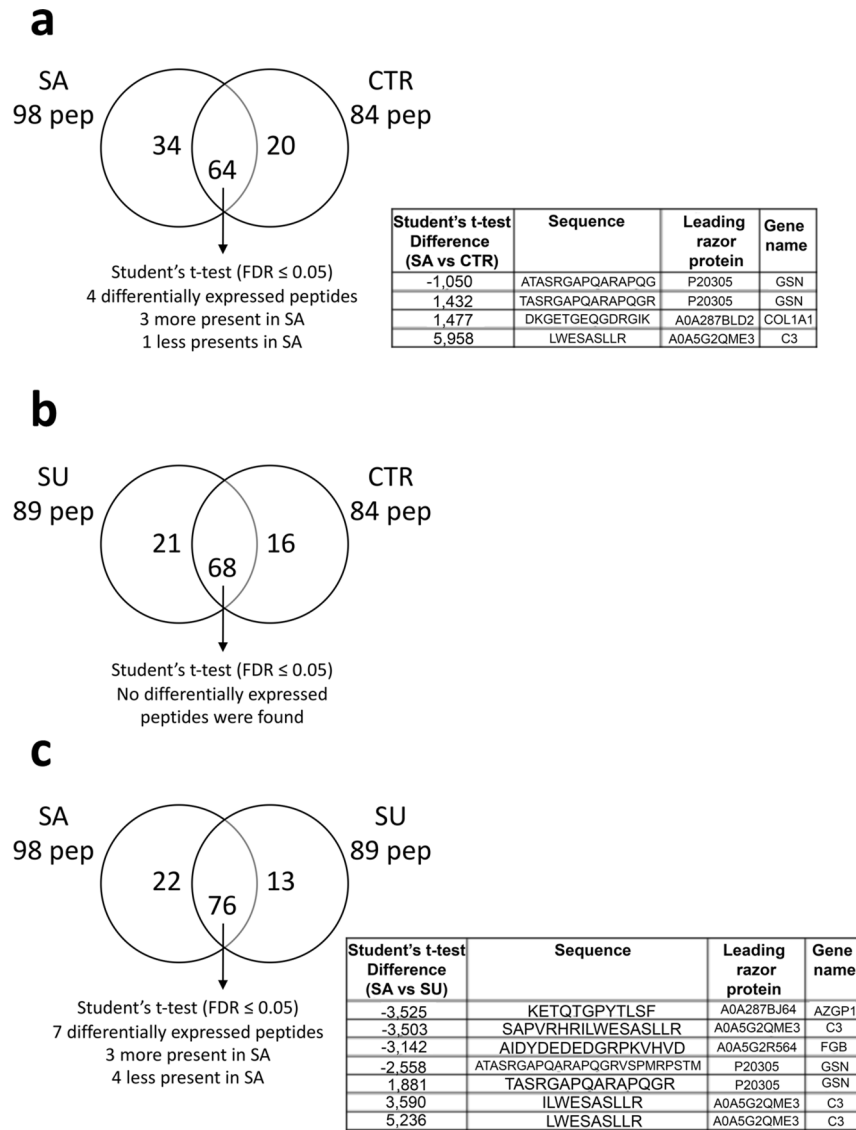 a
SA
98 pep
CTR
84 pep
34
64
20
Student's t-test (FDR ≤ 0.05)
4 differentially expressed peptides
3 more present in SA
1 less presents in SA
Student's t-test Difference (SA vs CTR) Sequence Leading razor protein Gene name
-1,050 ATASRGAPQARAPQG P20305 GSN
1,432 TASRGAPQARAPQGR P20305 GSN
1,477 DKGETGEQGDRGIK A0A287BLD2 COL1A1
5,958 LWESASLLR A0A5G2QME3 C3
b
SU
89 pep
CTR
84 pep
21
68
16
Student's t-test (FDR ≤ 0.05)
No differentially expressed
peptides were found
c
SA
98 pep
SU
89 pep
22
76
13
Student's t-test (FDR ≤ 0.05)
7 differentially expressed peptides
3 more present in SA
4 less present in SA
Student's t-test Difference (SA vs SU) Sequence Leading razor protein Gene name
-3,525 KETQTGPYTLSF A0A287BJ64 AZGP1
-3,503 SAPVRHRILWESASLLR A0A5G2QME3 C3
-3,142 AIDYDEDEDGRPKVHVD A0A5G2R564 FGB
-2,558 ATASRGAPQARAPQGRVSPMRPSTM P20305 GSN
1,881 TASRGAPQARAPQGR P20305 GSN
3,590 ILWESASLLR A0A5G2QME3 C3
5,236 LWESASLLR A0A5G2QME3 C3